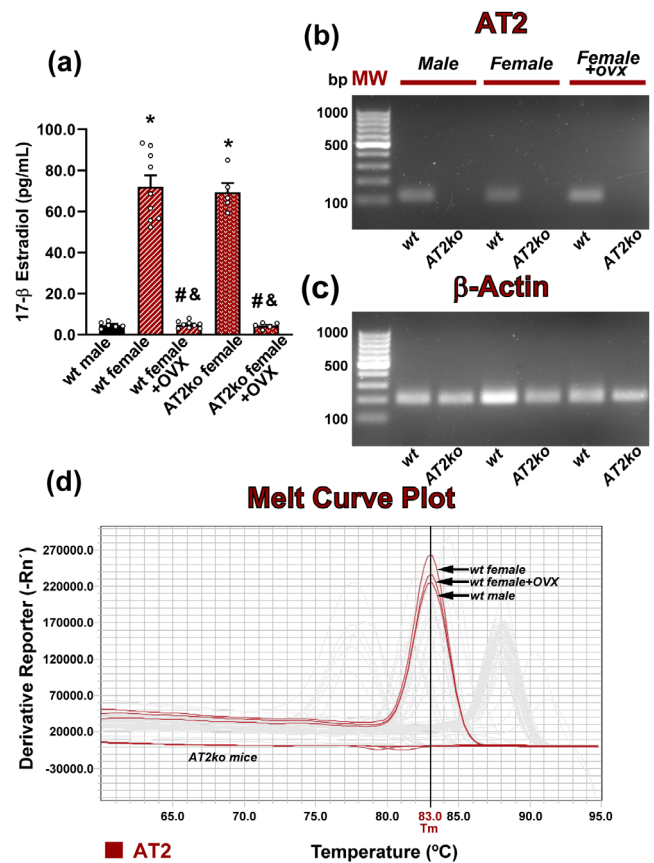 (a)
17-β Estradiol (pg/mL)
100.0
80.0
60.0
40.0
20.0
0.0
*
*
#&
#&
wt male
wt female
wt female
+OVX
AT2ko female
AT2ko female
+OVX
(b)
AT2
bp
MW
Male
Female
Female
+ovx
1000
500
100
wt
AT2ko
wt
AT2ko
wt
AT2ko
(c)
β-Actin
1000
500
100
wt
AT2ko
wt
AT2ko
wt
AT2ko
(d)
Melt Curve Plot
Derivative Reporter (-Rn´)
270000.0
220000.0
170000.0
120000.0
70000.0
20000.0
-30000.0
wt female
wt female+OVX
wt male
AT2ko mice
65.0
70.0
75.0
80.0
83.0
Tm
85.0
90.0
95.0
AT2
Temperature (ºC)